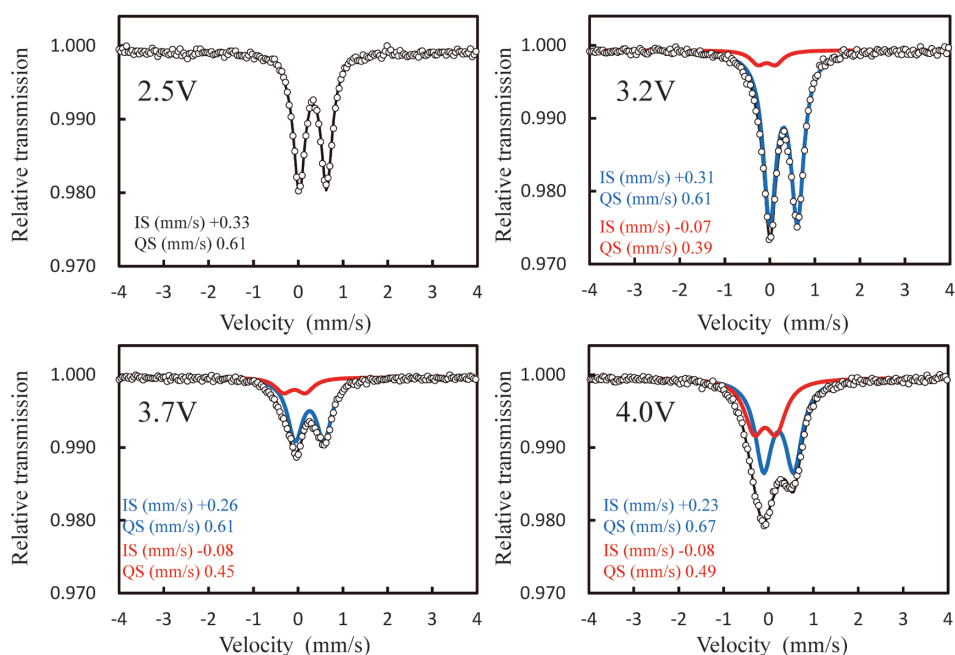 Relative transmission
1.000
0.990
0.980
0.970
2.5V
IS (mm/s) +0.33
QS (mm/s) 0.61
-4 -3 -2 -1 0 1 2 3 4
Velocity (mm/s)
Relative transmission
1.000
0.990
0.980
0.970
3.2V
IS (mm/s) +0.31
QS (mm/s) 0.61
IS (mm/s) -0.07
QS (mm/s) 0.39
-4 -3 -2 -1 0 1 2 3 4
Velocity (mm/s)
Relative transmission
1.000
0.990
0.980
0.970
3.7V
IS (mm/s) +0.26
QS (mm/s) 0.61
IS (mm/s) -0.08
QS (mm/s) 0.45
-4 -3 -2 -1 0 1 2 3 4
Velocity (mm/s)
Relative transmission
1.000
0.990
0.980
0.970
4.0V
IS (mm/s) +0.23
QS (mm/s) 0.67
IS (mm/s) -0.08
QS (mm/s) 0.49
-4 -3 -2 -1 0 1 2 3 4
Velocity (mm/s)